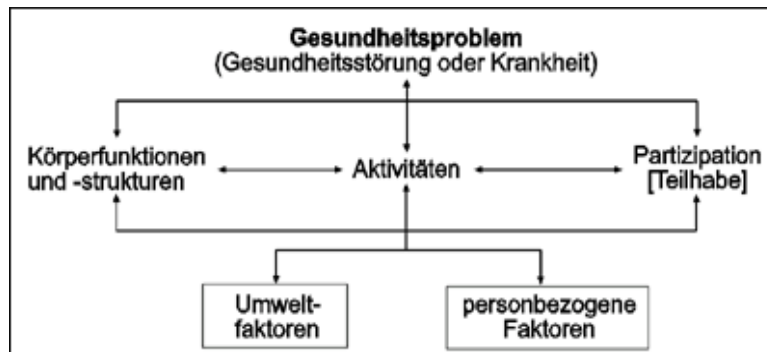 Gesundheitsproblem
(Gesundheitsstörung oder Krankheit)
Körperfunktionen
und -strukturen
Aktivitäten
Partizipation
[Teilhabe]
Umwelt-
faktoren
personbezogene
Faktoren